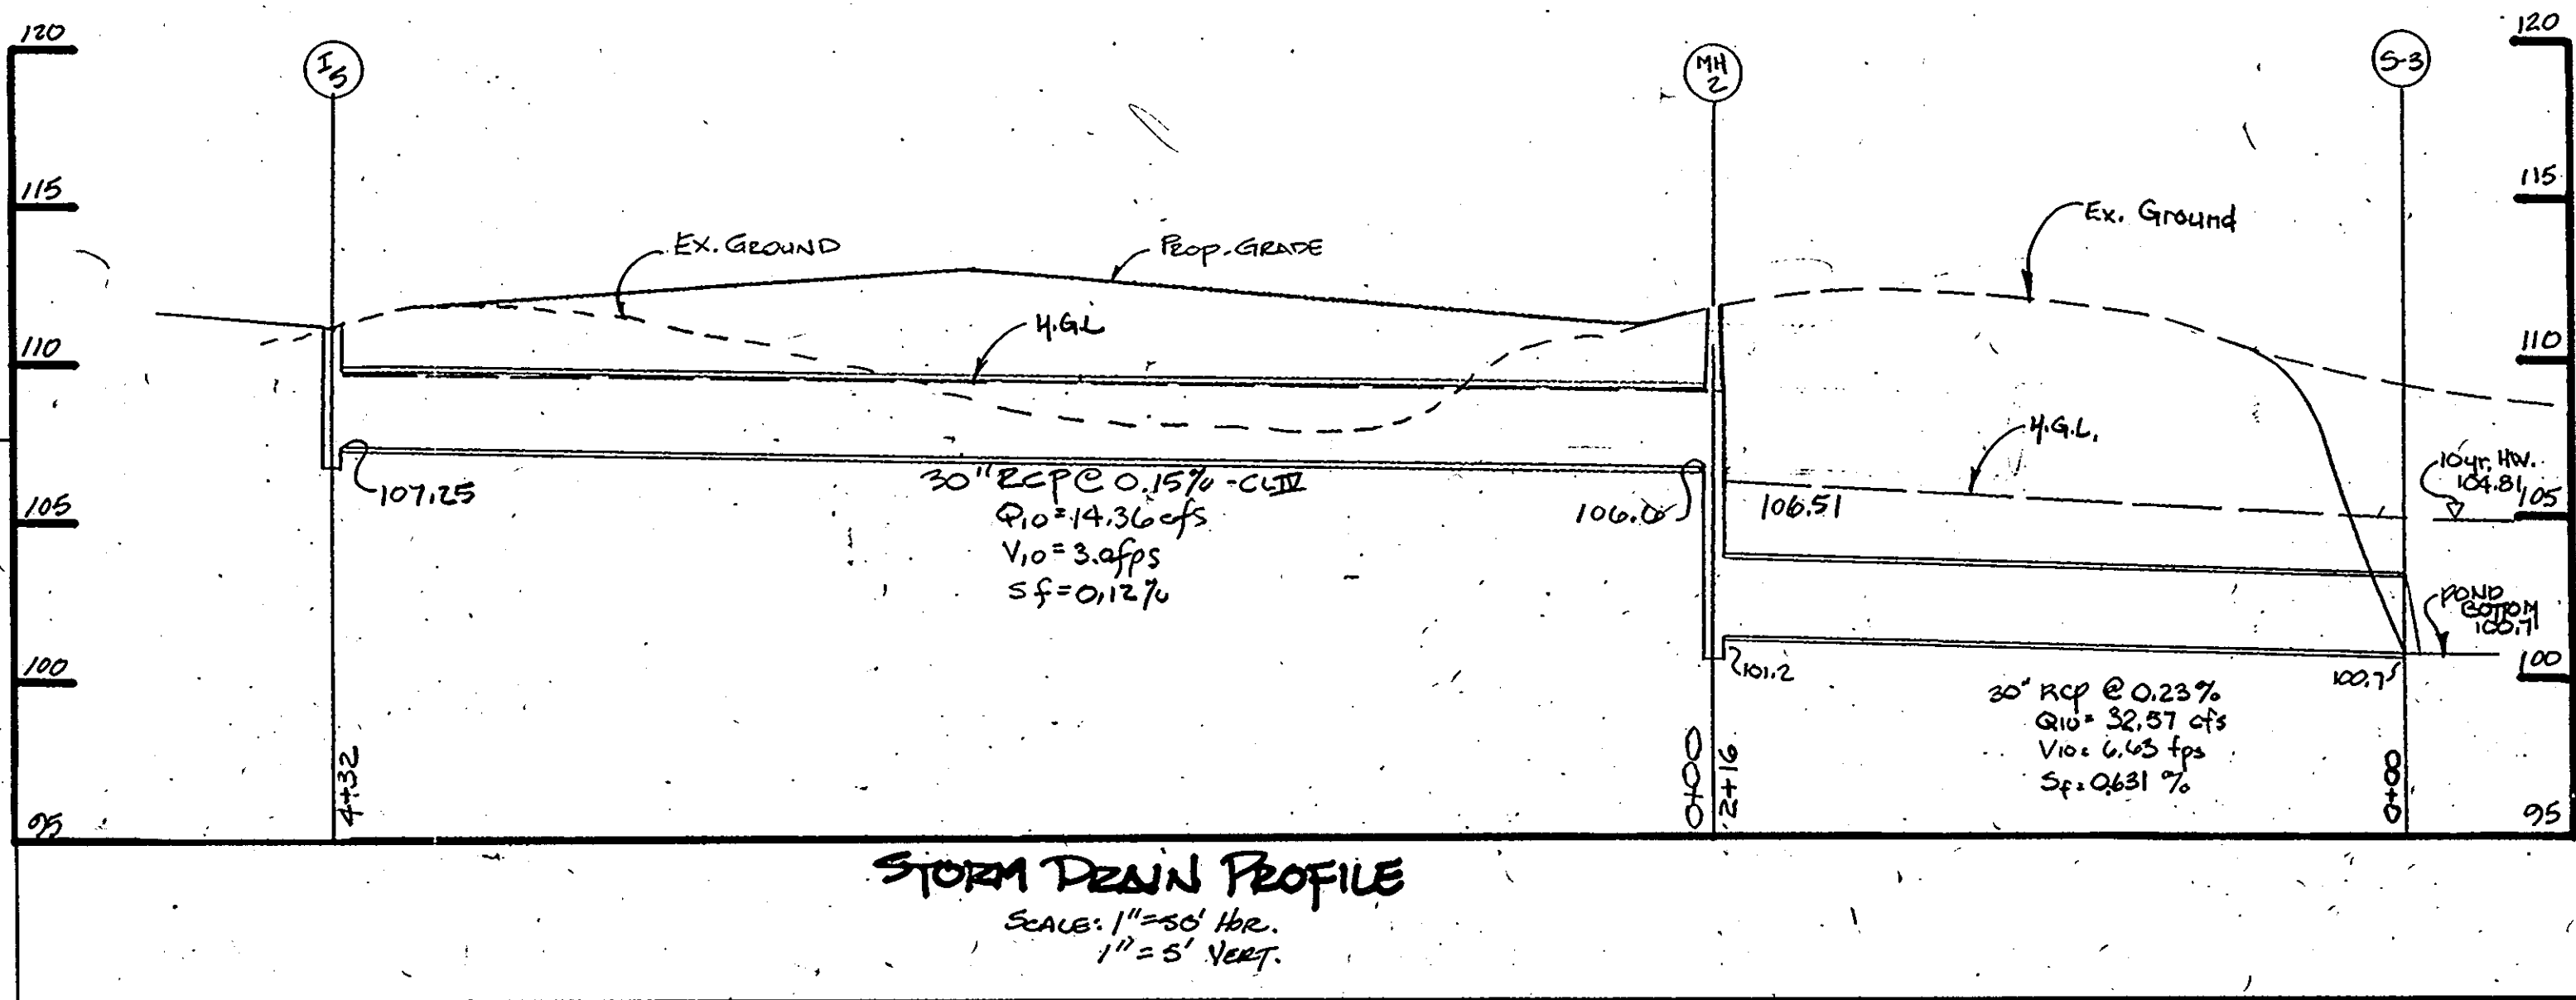 120
120
I 5
MH 2
S-3
115
115
Ex. Ground
EX. GROUND
PROP. GRADE
H.G.L
110
110
H.G.L.
10yr. HW.
104.81
107.25
30" RCP @ 0.15% - CL IV
Q10 = 14.36 cfs
V10 = 3.0fps
Sf = 0.12%
105
106.51
105
POND
BOTTOM
100.7
100
101.2
100.7
100
30" RCP @ 0.23%
Q10 = 32.57 cfs
V10 = 6.63 fps
Sf = 0.631 %
4+32
0+00
2+16
0+00
95
95
STORM DRAIN PROFILE
SCALE: 1"=50' HOR.
1"=5' VERT.